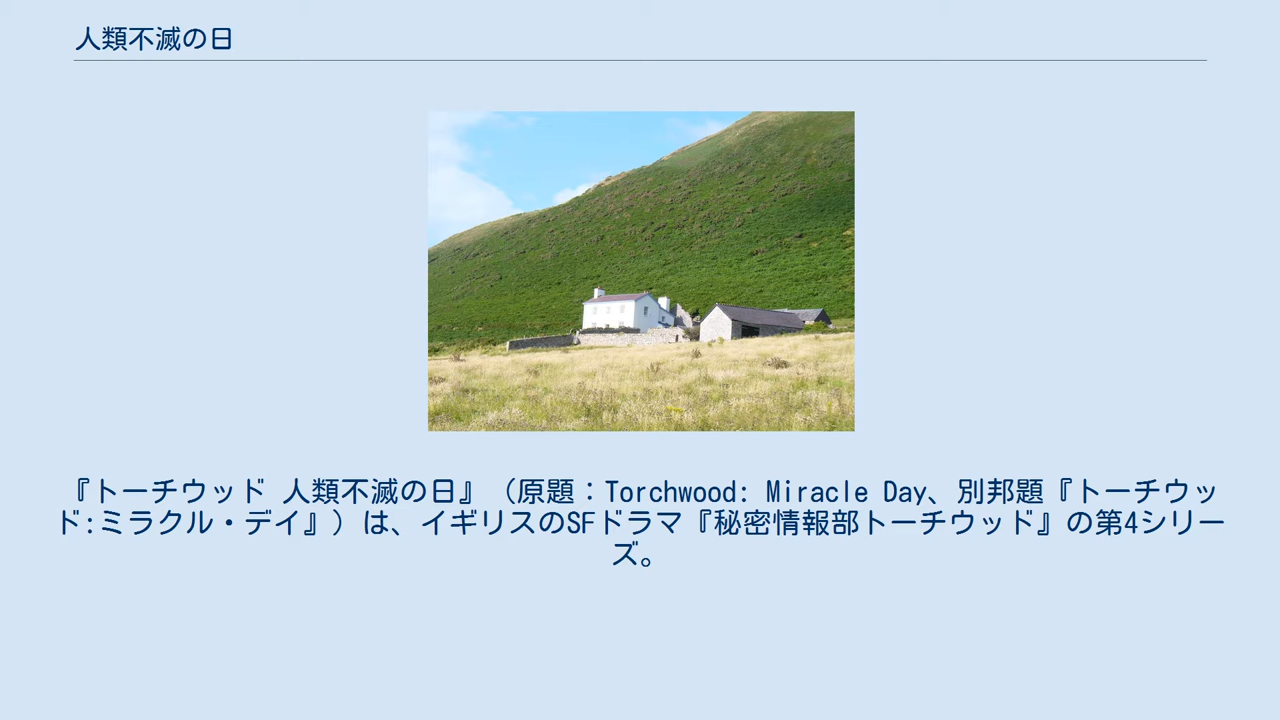 人類不滅の日
『トーチウッド 人類不滅の日』（原題：Torchwood: Miracle Day、別邦題『トーチウッ
ド:ミラクル・デイ』）は、イギリスのSFドラマ『秘密情報部トーチウッド』の第4シリー
ズ。